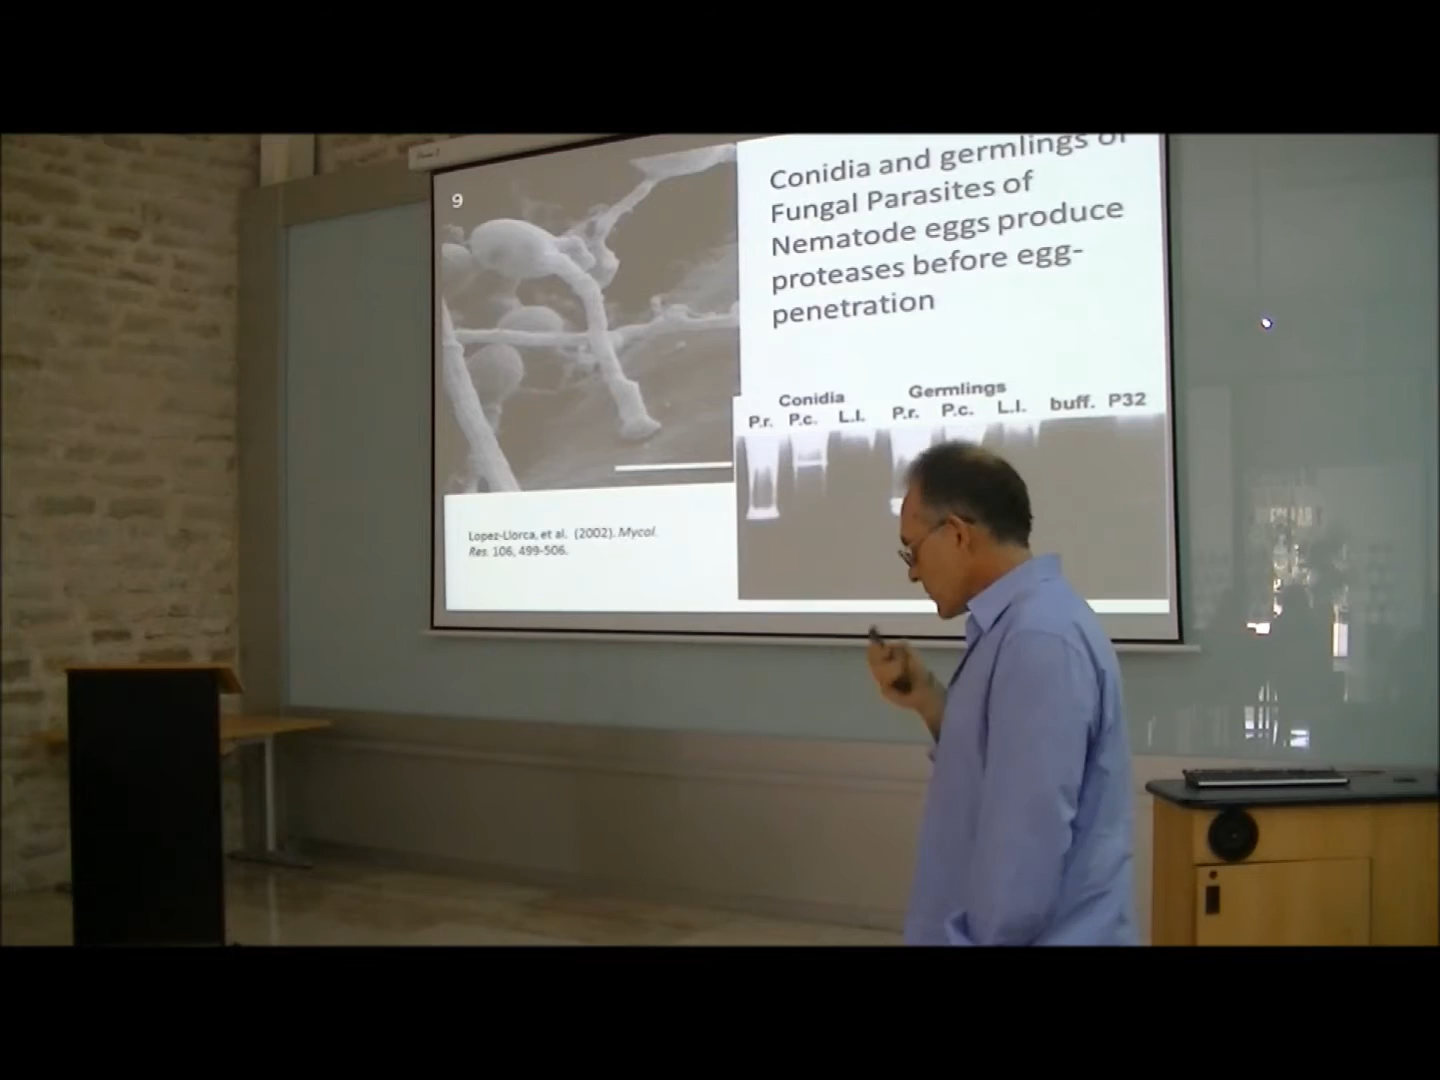 9
Conidia and germlings of
Fungal Parasites of
Nematode eggs produce
proteases before egg-
penetration
Conidia Germlings
P.r. P.c. L.l. P.r. P.c. L.l. buff. P32
Lopez-Llorca, et al. (2002). Mycol.
Res. 106, 499-506.